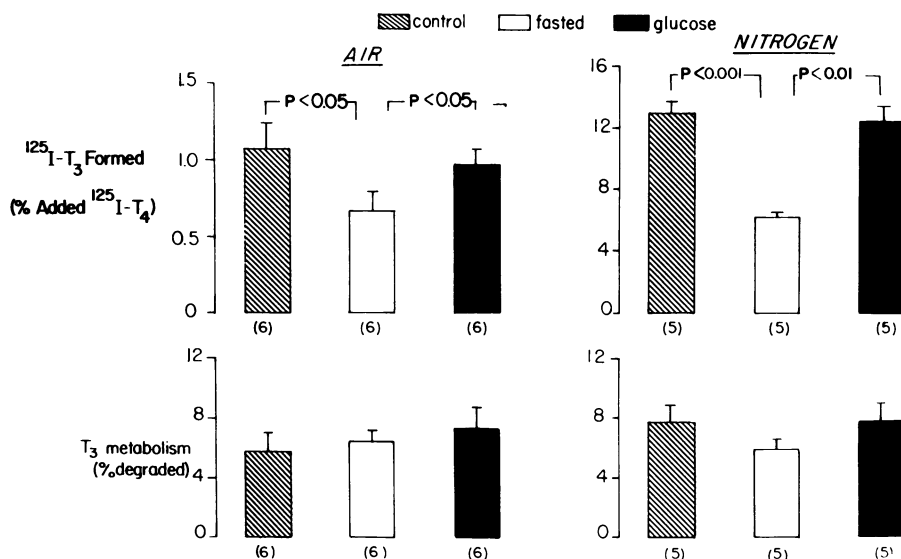 control fasted glucose
AIR
NITROGEN
1.5
1.0
0.5
0
P<0.05 P<0.05
125I-T3 Formed
(% Added 125I-T4)
(6) (6) (6)
16
12
8
4
0
P<0.001 P<0.01
(5) (5) (5)
12
8
4
0
T3 metabolism
(% degraded)
(6) (6) (6)
12
8
4
0
(5) (5) (5)